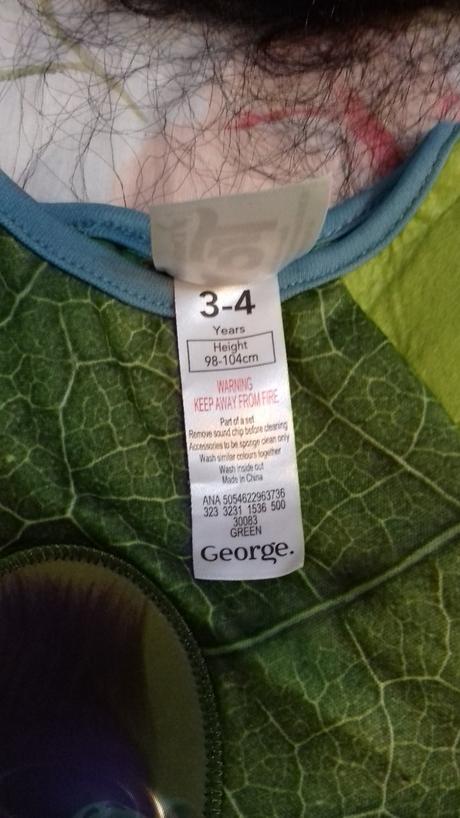 3-4
Years
Height
98-104cm
WARNING
KEEP AWAY FROM FIRE
Part of a set
Remove sound chip before cleaning
Accessories to be sponge clean only
Wash similar colours together
Wash inside out
Made in China
ANA 5054622963736
323 3231 1536 500
30083
GREEN
George.